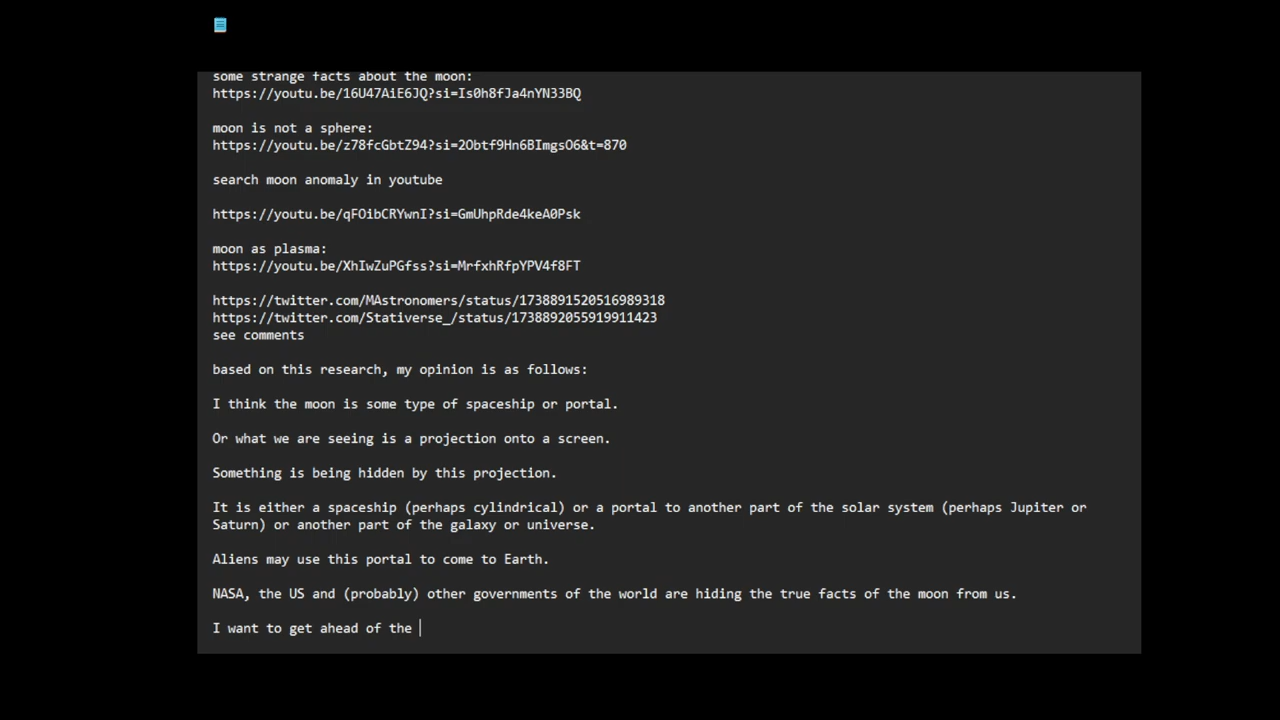 some strange facts about the moon:
https://youtu.be/16U47AiE6JQ?si=Is0h8fJa4nYN33BQ
moon is not a sphere:
https://youtu.be/z78fcGbtZ94?si=2Obtf9Hn6BImgsO6&t=870
search moon anomaly in youtube
https://youtu.be/qFOibCRYwnI?si=GmUhpRde4keA0Psk
moon as plasma:
https://youtu.be/XhIwZuPGfss?si=MrfxhRfpYPV4f8FT
https://twitter.com/MAstronomers/status/1738891520516989318
https://twitter.com/Stativerse_/status/1738892055919911423
see comments
based on this research, my opinion is as follows:
I think the moon is some type of spaceship or portal.
Or what we are seeing is a projection onto a screen.
Something is being hidden by this projection.
It is either a spaceship (perhaps cylindrical) or a portal to another part of the solar system (perhaps Jupiter or
Saturn) or another part of the galaxy or universe.
Aliens may use this portal to come to Earth.
NASA, the US and (probably) other governments of the world are hiding the true facts of the moon from us.
I want to get ahead of the